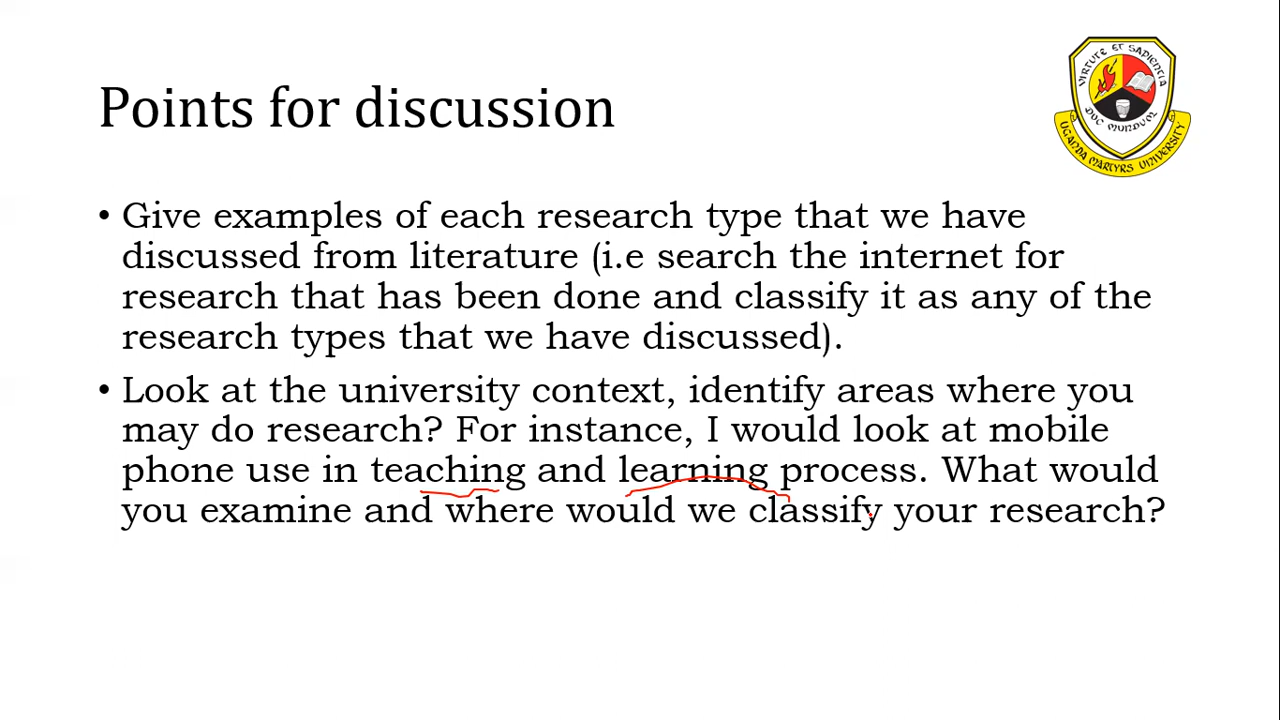 Points for discussion
VIRTUTE ET SAPIENTIA
DUC MUNDUM
UGANDA MARTYRS UNIVERSITY
• Give examples of each research type that we have
discussed from literature (i.e search the internet for
research that has been done and classify it as any of the
research types that we have discussed).
• Look at the university context, identify areas where you
may do research? For instance, I would look at mobile
phone use in teaching and learning process. What would
you examine and where would we classify your research?